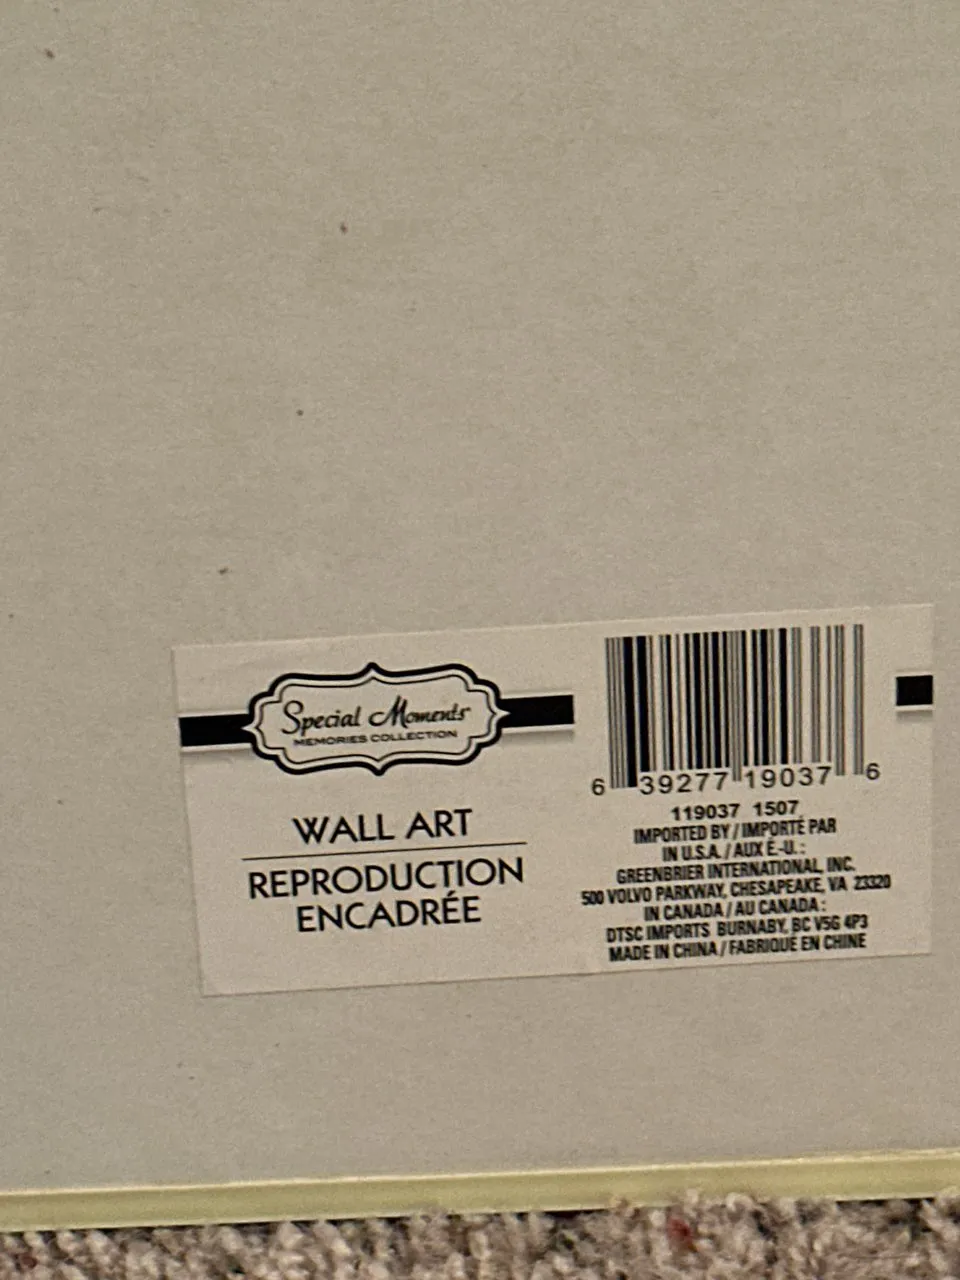 Special Moments
MEMORIES COLLECTION
WALL ART
REPRODUCTION
ENCADRÉE
6 39277 19037 6
119037 1507
IMPORTED BY / IMPORTÉ PAR
IN U.S.A. / AUX É.-U. :
GREENBRIER INTERNATIONAL, INC.
500 VOLVO PARKWAY, CHESAPEAKE, VA 23320
IN CANADA / AU CANADA :
DTSC IMPORTS BURNABY, BC V5G 4P3
MADE IN CHINA / FABRIQUÉ EN CHINE